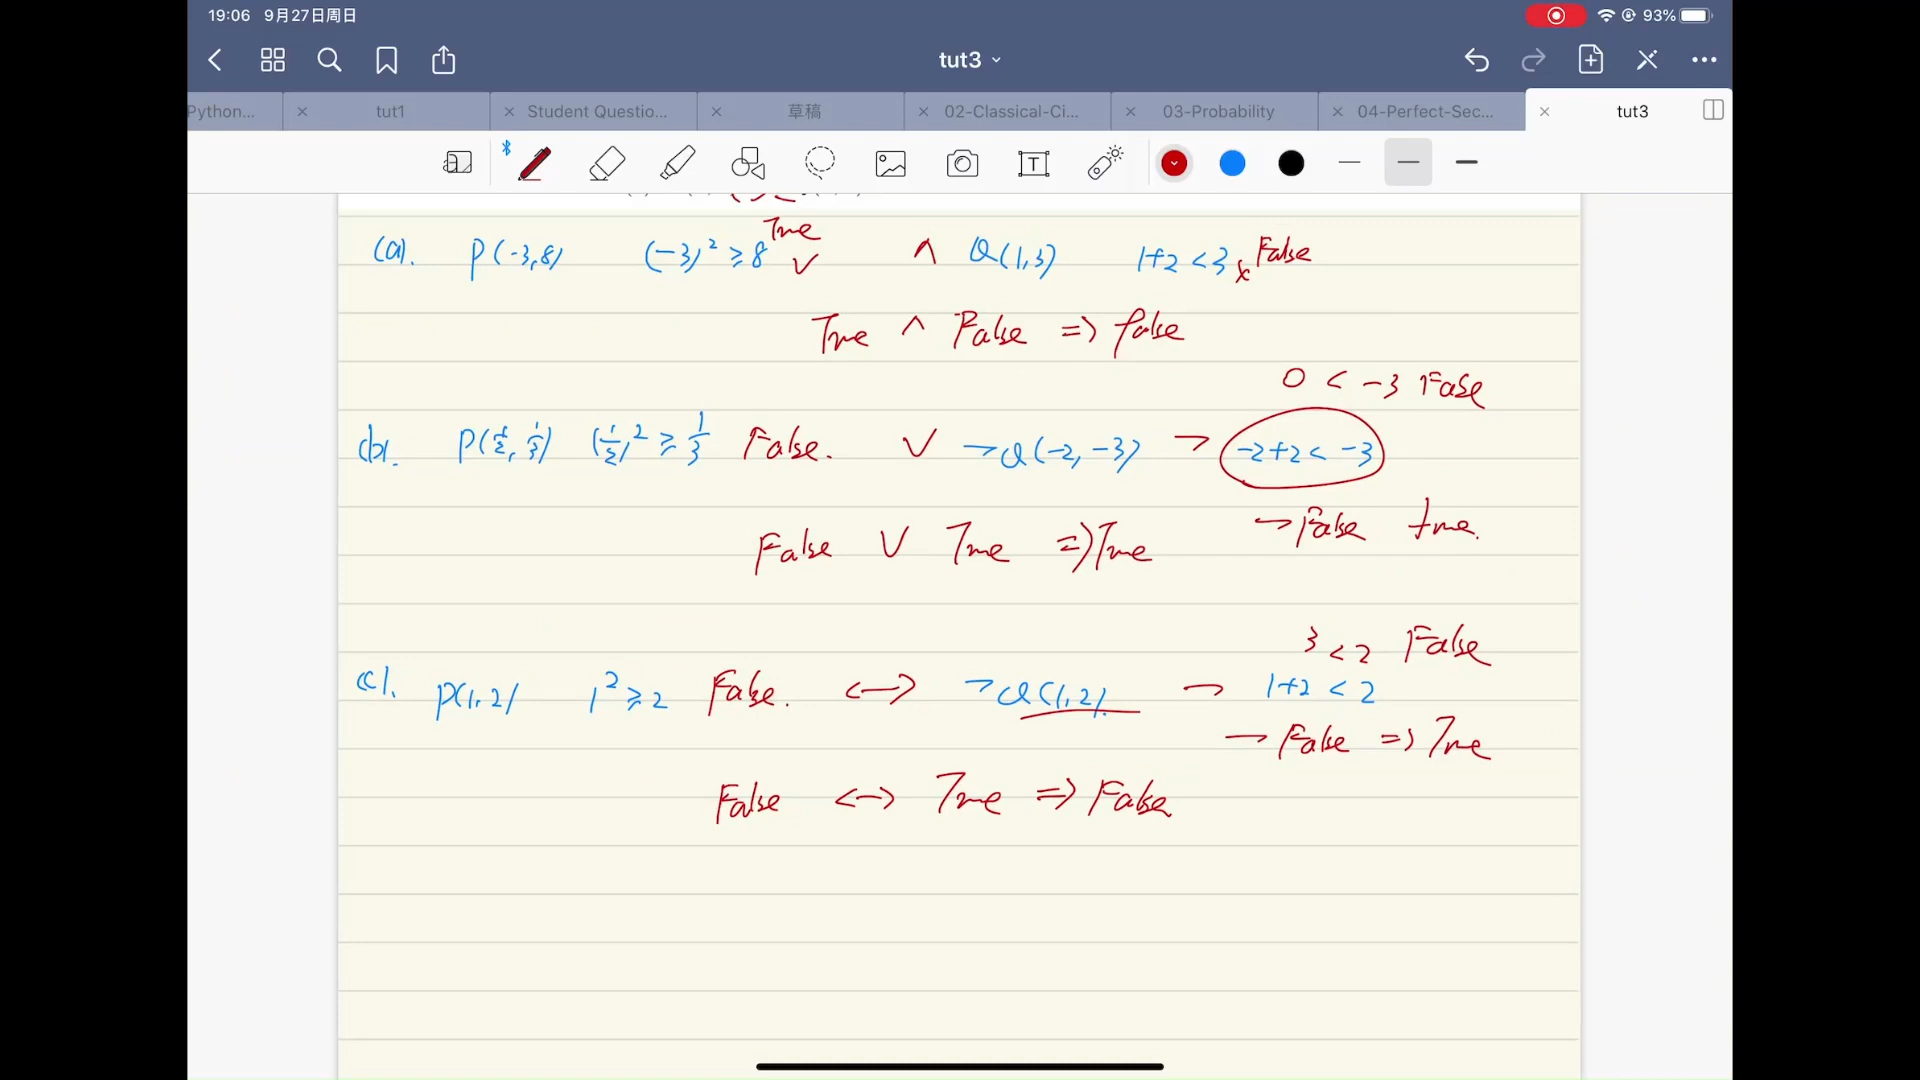 19:06 9月27日周日 93%
tut3
Python... tut1 Student Questio... 草稿 02-Classical-Ci... 03-Probability 04-Perfect-Sec... tut3
True
(a). P(-3,8) (-3)² ≥ 8 ∨ ∧ Q(1,3) 1+2 < 3 x False
True ∧ False => false
0 < -3 False
(b). P(1/2, 1/3) (1/2)² ≥ 1/3 False. ∨ ¬Q(-2,-3) ¬ -2+2 < -3
¬False true.
False ∨ True => True
3 < 2 False
(c). P(1,2) 1² ≥ 2 False. <-> ¬Q(1,2). ¬ 1+2 < 2
¬False => True
False <-> True => False